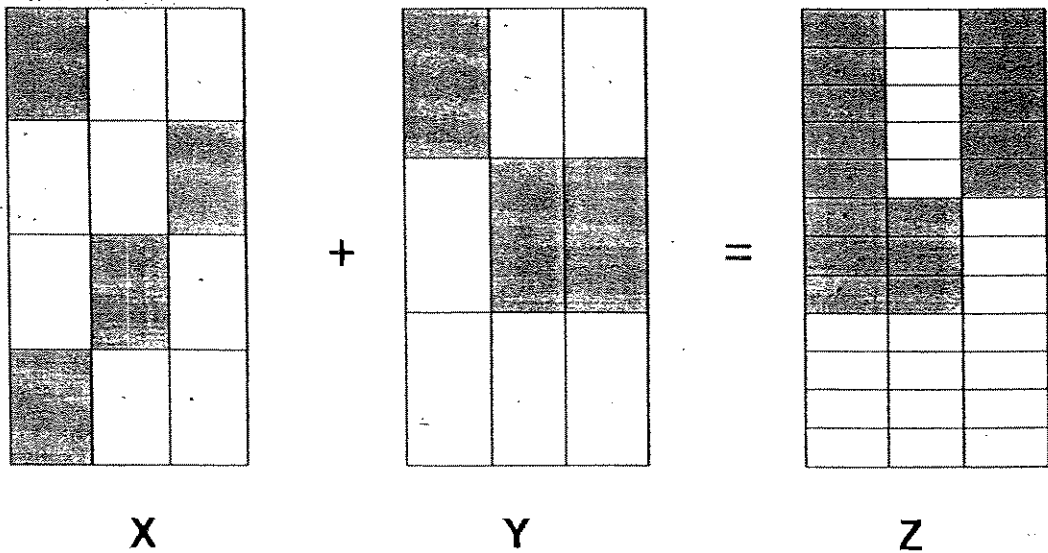 + =
X Y Z